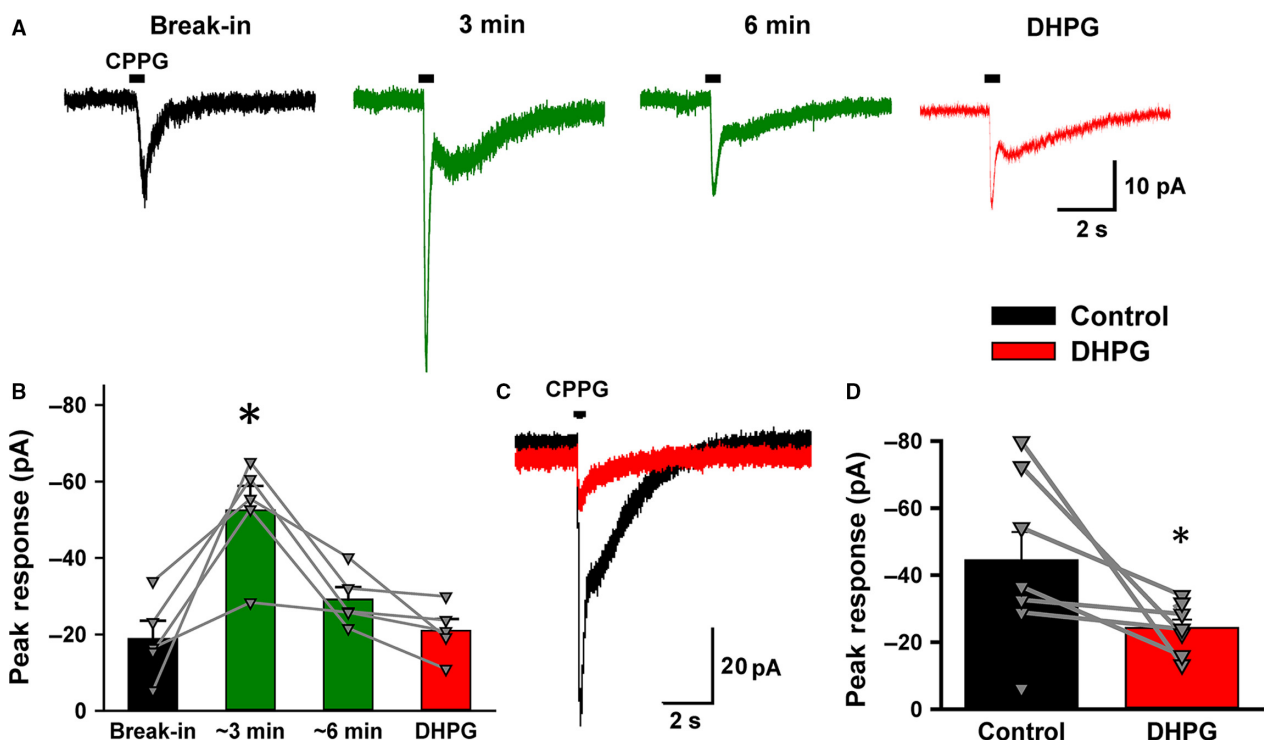 A
Break-in
3 min
6 min
DHPG
CPPG
10 pA
2 s
Control
DHPG
B
Peak response (pA)
–80
–60
–40
–20
0
*
Break-in
~3 min
~6 min
DHPG
C
CPPG
20 pA
2 s
D
Peak response (pA)
–80
–60
–40
–20
0
*
Control
DHPG